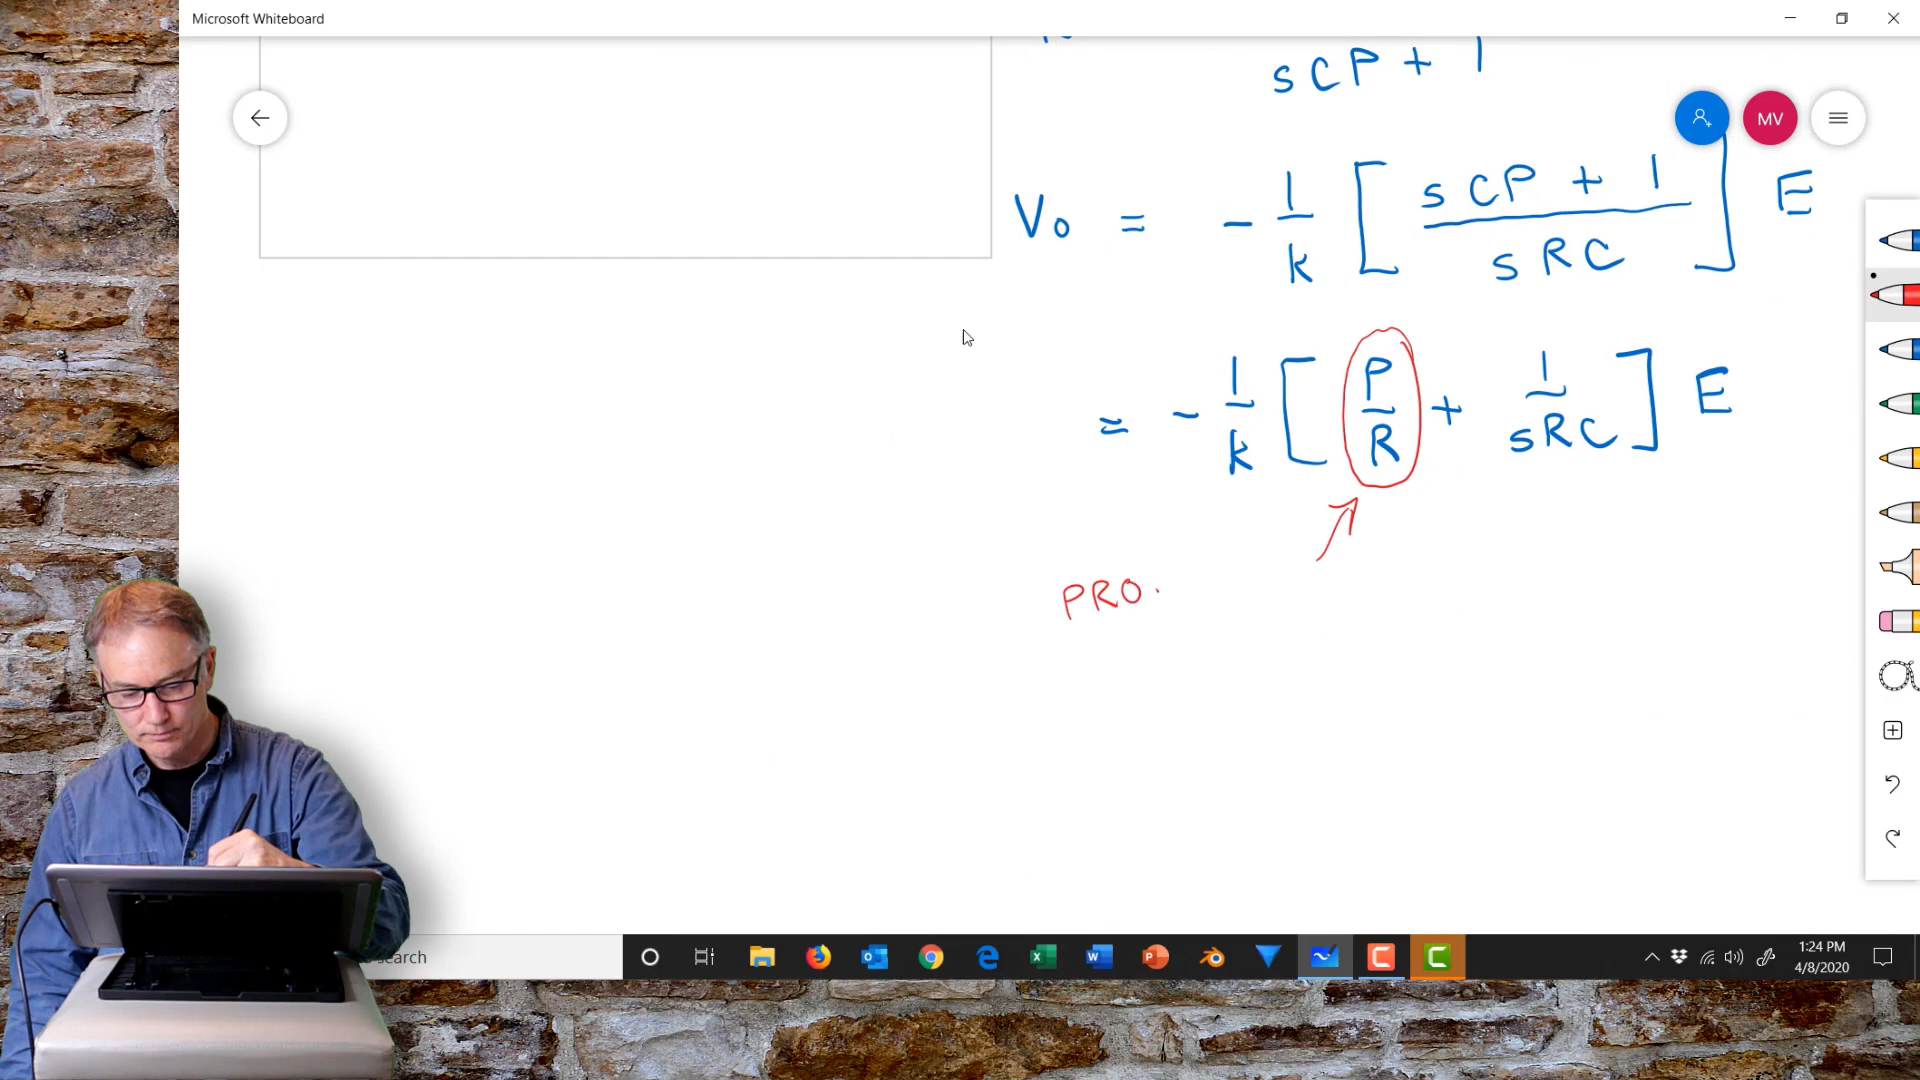 Microsoft Whiteboard
sCP + 1
MV
Vo = - 1/k [ sCP + 1 / sRC ] E
= - 1/k [ P/R + 1/sRC ] E
PRO
earch
1:24 PM
4/8/2020